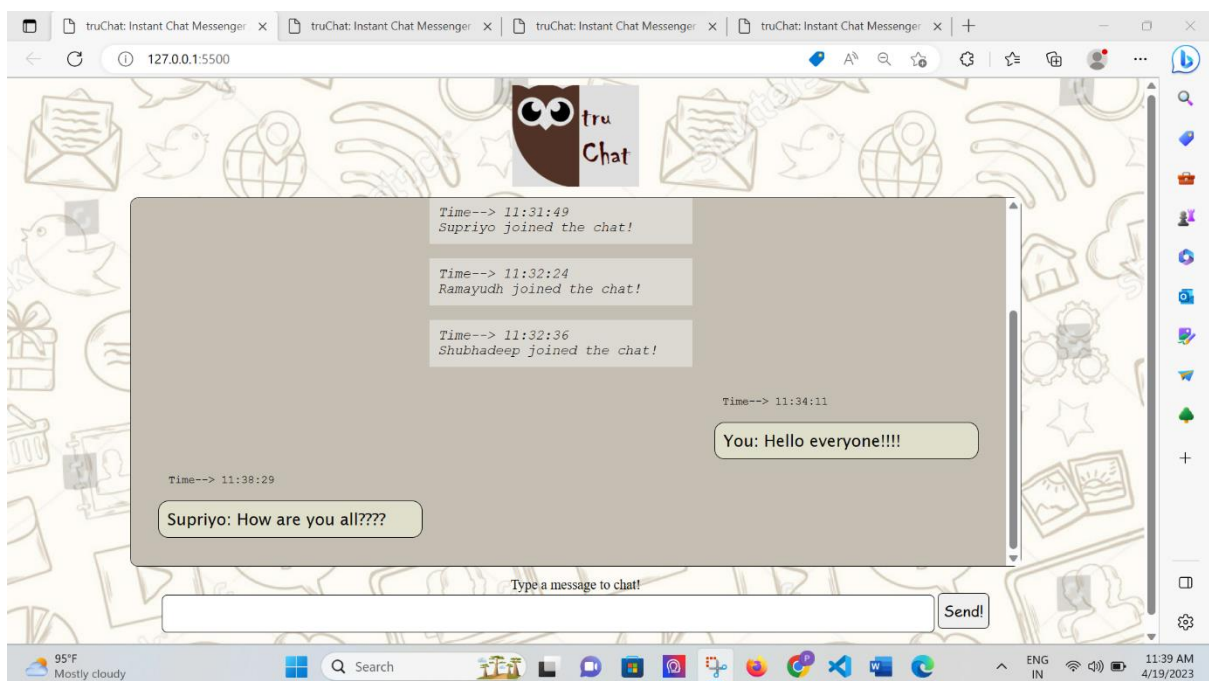 truChat: Instant Chat Messenger
truChat: Instant Chat Messenger
truChat: Instant Chat Messenger
truChat: Instant Chat Messenger
127.0.0.1:5500
tru
Chat
Time--> 11:31:49
Supriyo joined the chat!
Time--> 11:32:24
Ramayudh joined the chat!
Time--> 11:32:36
Shubhadeep joined the chat!
Time--> 11:34:11
You: Hello everyone!!!!
Time--> 11:38:29
Supriyo: How are you all????
Type a message to chat!
Send!
95°F
Mostly cloudy
Search
ENG
IN
11:39 AM
4/19/2023